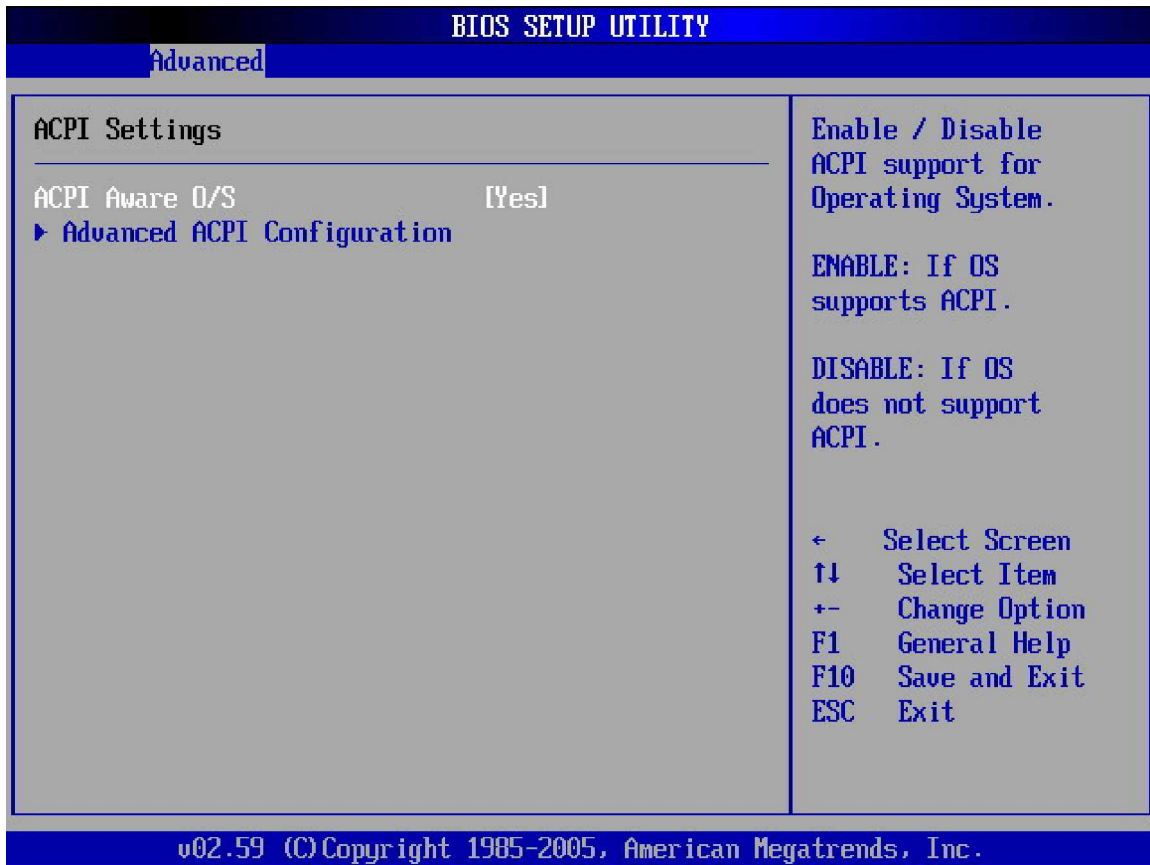 BIOS SETUP UTILITY
Advanced
ACPI Settings
ACPI Aware O/S [Yes]
▶ Advanced ACPI Configuration
Enable / Disable
ACPI support for
Operating System.
ENABLE: If OS
supports ACPI.
DISABLE: If OS
does not support
ACPI.
← Select Screen
↑↓ Select Item
+- Change Option
F1 General Help
F10 Save and Exit
ESC Exit
v02.59 (C)Copyright 1985-2005, American Megatrends, Inc.